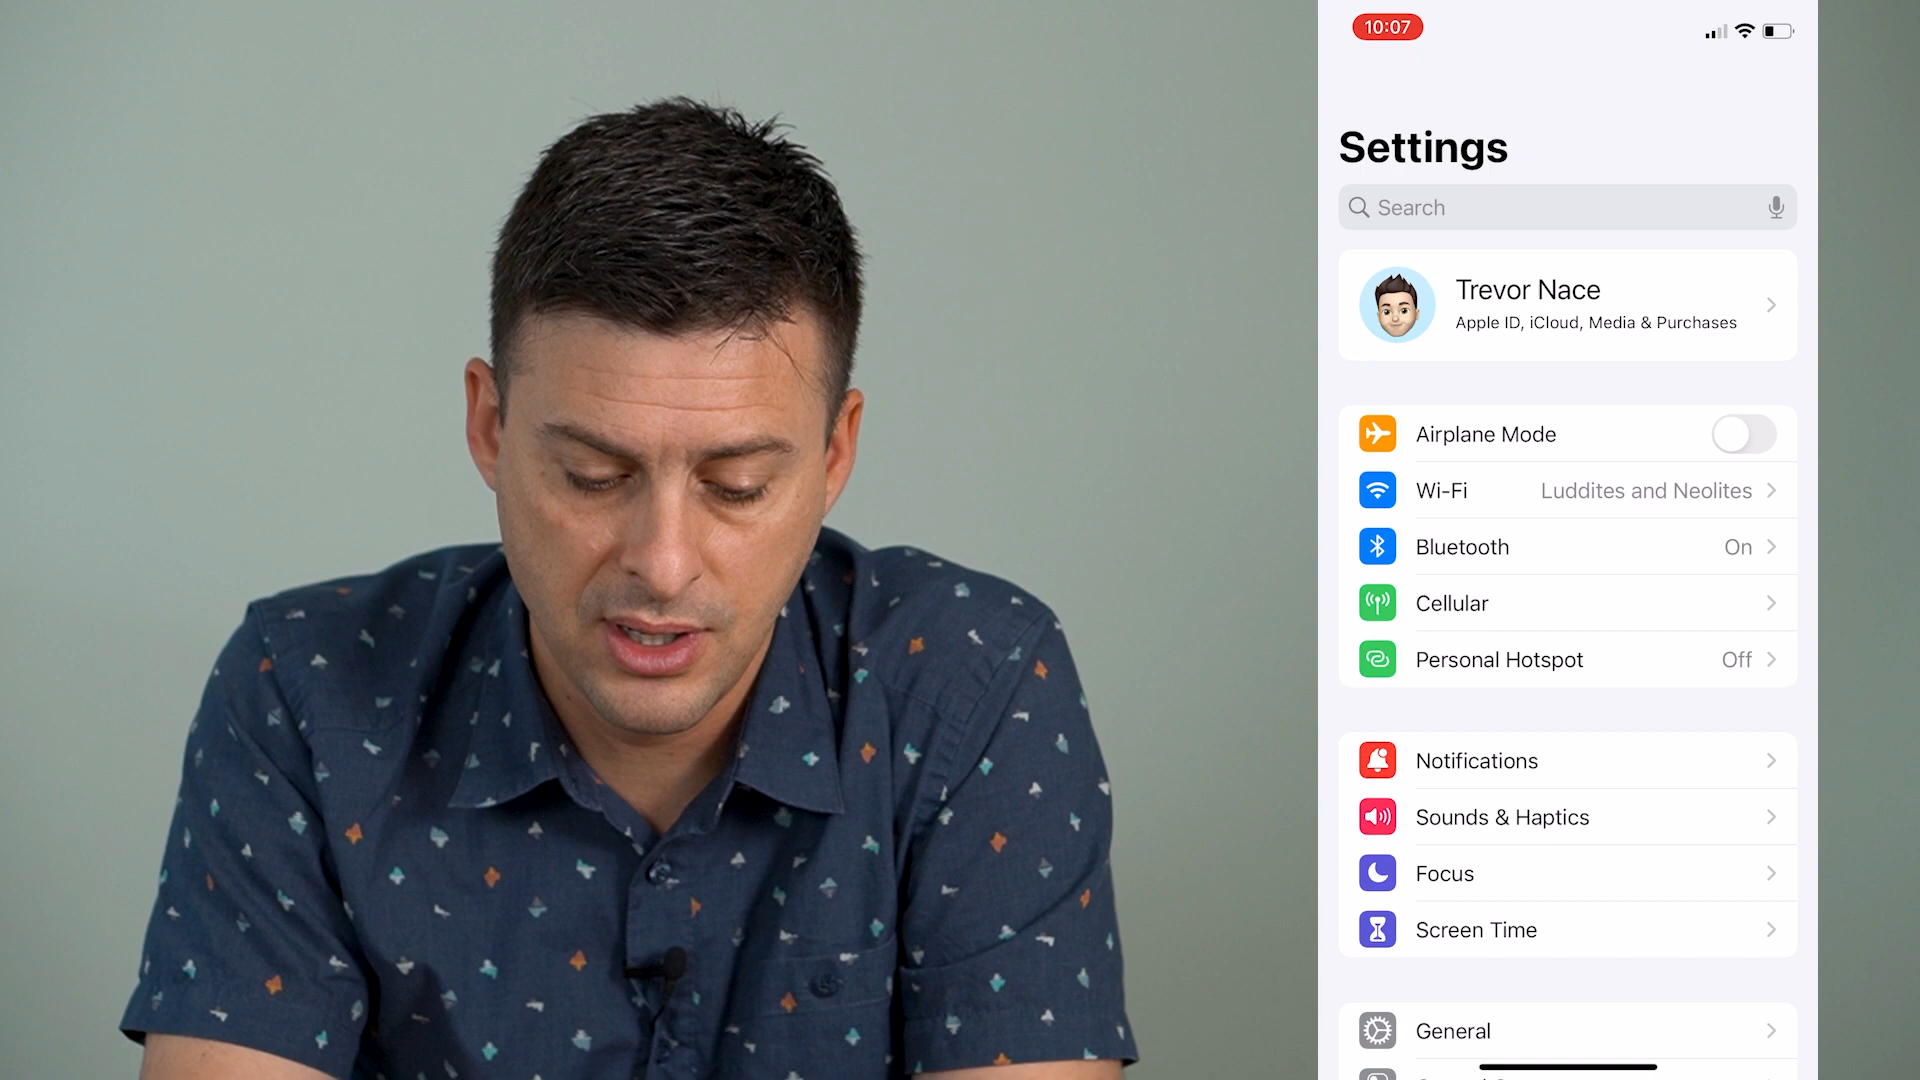 10:07
Settings
Search
Trevor Nace
Apple ID, iCloud, Media & Purchases
Airplane Mode
Wi-Fi Luddites and Neolites
Bluetooth On
Cellular
Personal Hotspot Off
Notifications
Sounds & Haptics
Focus
Screen Time
General